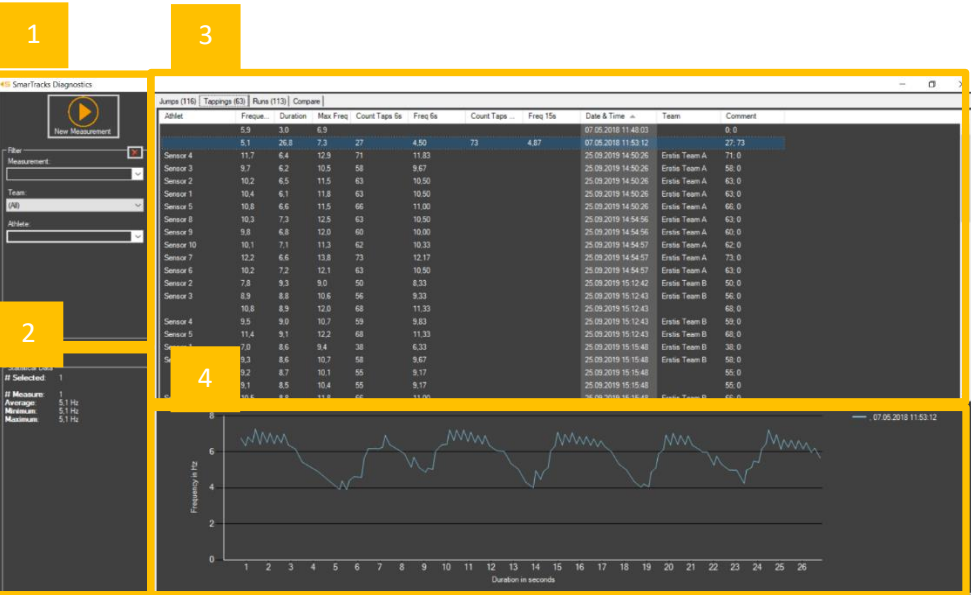 1
3
SmarTracks Diagnostics
New Measurement
Filter
Measurement:
Team:
(All)
Athlete:
2
Statistical Data
# Selected: 1
# Measure: 1
Average: 5,1 Hz
Minimum: 5,1 Hz
Maximum: 5,1 Hz
Jumps (116) Tappings (63) Runs (113) Compare
Athlet Freque... Duration Max Freq Count Taps 6s Freq 6s Count Taps ... Freq 15s Date & Time Team Comment
5,9 3,0 6,9 07.05.2018 11:48:03 0; 0
5,1 26,8 7,3 27 4,50 73 4,87 07.05.2018 11:53:12 27; 73
Sensor 4 11,7 6,4 12,9 71 11,83 25.09.2019 14:50:26 Erstis Team A 71; 0
Sensor 3 9,7 6,2 10,5 58 9,67 25.09.2019 14:50:26 Erstis Team A 58; 0
Sensor 2 10,2 6,5 11,5 63 10,50 25.09.2019 14:50:26 Erstis Team A 63; 0
Sensor 1 10,4 6,1 11,8 63 10,50 25.09.2019 14:50:26 Erstis Team A 63; 0
Sensor 5 10,8 6,6 11,5 66 11,00 25.09.2019 14:50:26 Erstis Team A 66; 0
Sensor 8 10,3 7,3 12,5 63 10,50 25.09.2019 14:54:56 Erstis Team A 63; 0
Sensor 9 9,8 6,8 12,0 60 10,00 25.09.2019 14:54:56 Erstis Team A 60; 0
Sensor 10 10,1 7,1 11,3 62 10,33 25.09.2019 14:54:57 Erstis Team A 62; 0
Sensor 7 12,2 6,6 13,8 73 12,17 25.09.2019 14:54:57 Erstis Team A 73; 0
Sensor 6 10,2 7,2 12,1 63 10,50 25.09.2019 14:54:57 Erstis Team A 63; 0
Sensor 2 7,8 9,3 9,0 50 8,33 25.09.2019 15:12:42 Erstis Team B 50; 0
Sensor 3 8,9 8,8 10,6 56 9,33 25.09.2019 15:12:43 Erstis Team B 56; 0
10,8 8,9 12,0 68 11,33 25.09.2019 15:12:43 68; 0
Sensor 4 9,5 9,0 10,7 59 9,83 25.09.2019 15:12:43 Erstis Team B 59; 0
Sensor 5 11,4 9,1 12,2 68 11,33 25.09.2019 15:12:43 Erstis Team B 68; 0
7,0 8,6 9,4 38 6,33 25.09.2019 15:15:48 Erstis Team B 38; 0
9,3 8,6 10,7 58 9,67 25.09.2019 15:15:48 Erstis Team B 58; 0
9,2 8,7 10,1 55 9,17 25.09.2019 15:15:48 55; 0
9,1 8,5 10,4 55 9,17 25.09.2019 15:15:48 55; 0
4
07.05.2018 11:53:12
Frequency in Hz
8
6
4
2
0
1 2 3 4 5 6 7 8 9 10 11 12 13 14 15 16 17 18 19 20 21 22 23 24 25 26
Duration in seconds